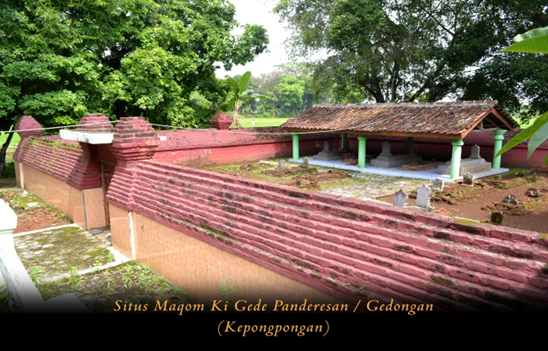 Situs Maqom Ki Gede Panderesan / Gedongan
(Kepongpongan)